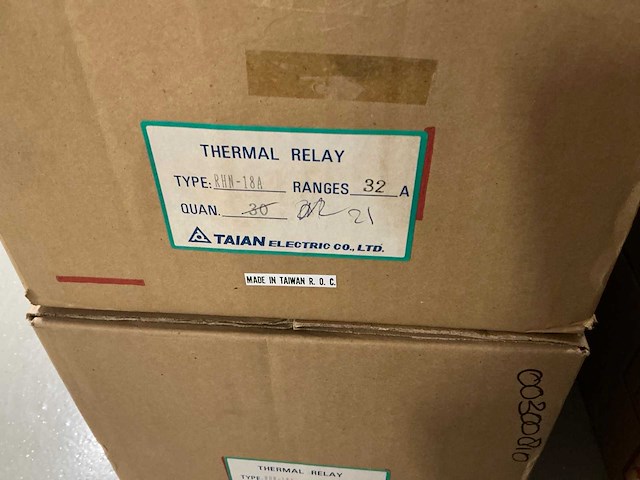 THERMAL RELAY
TYPE: RHN-18A RANGES 32 A
QUAN. 30 21
TAIAN ELECTRIC CO., LTD.
MADE IN TAIWAN R. O. C.
THERMAL RELAY
TYPE: